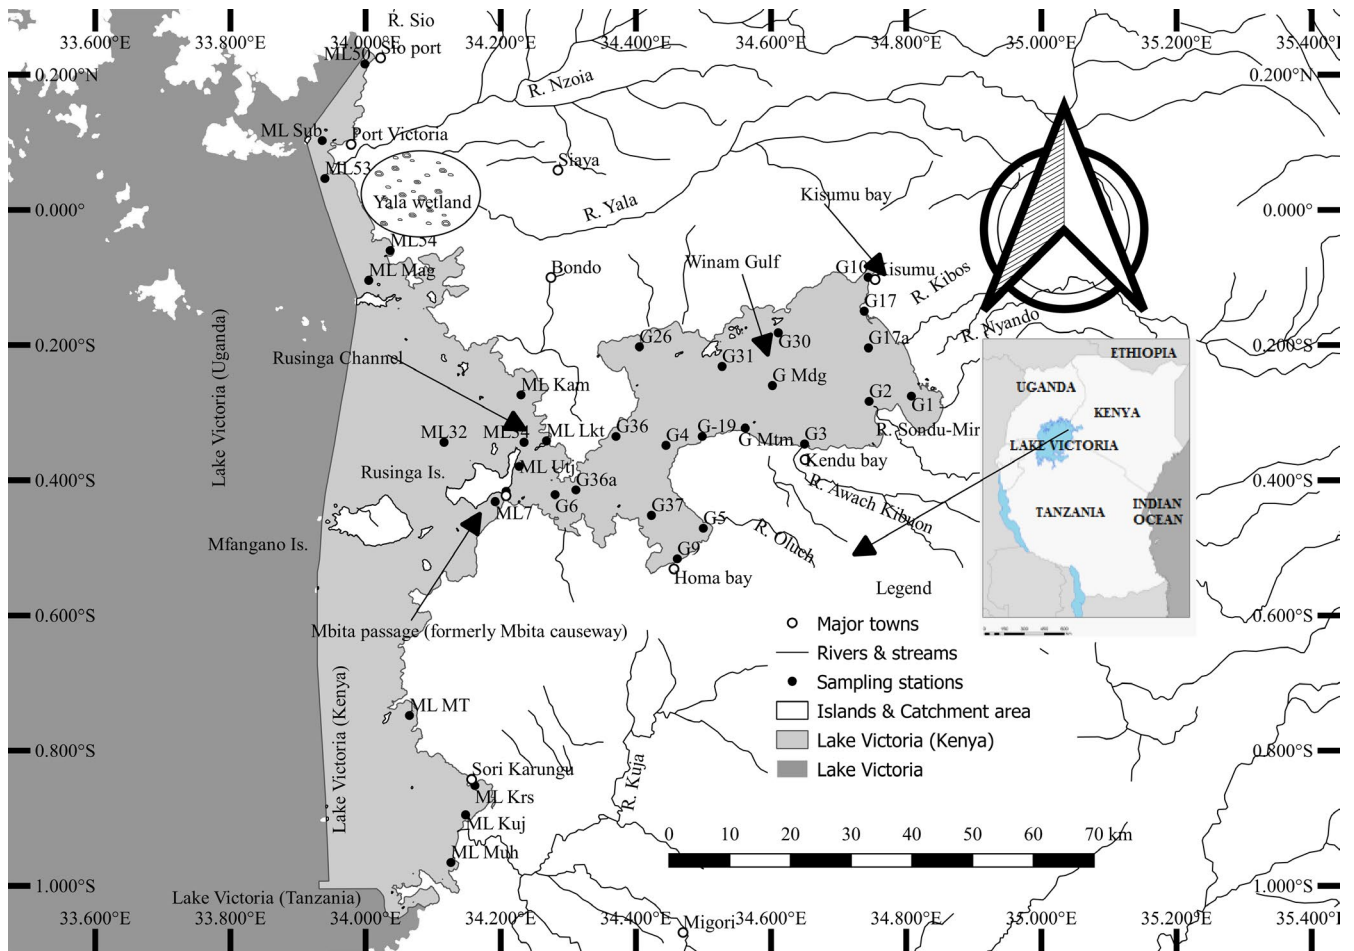 R. Sio
33.600°E 33.800°E 34.000°E 34.200°E 34.400°E 34.600°E 34.800°E 35.000°E 35.200°E 35.400°E
ML50 Sio port
0.200°N 0.200°N
R. Nzoia
ML Sub Port Victoria
ML53
Siaya
Yala wetland
R. Yala
Kisumu bay
0.000° 0.000°
ML54
ML Mag
Bondo
Winam Gulf
G10 Kisumu
R. Kibos
G17
R. Nyando
Lake Victoria (Uganda)
0.200°S 0.200°S
Rusinga Channel
G26
G31
G30
G17a
G Mdg
ML Kam
G2
G1
ML32
ML34
ML Lkt
G36
G4
G-19
G Mtm
G3
R. Sondu-Mir
Kendu bay
Rusinga Is.
ML Utj
G36a
0.400°S 0.400°S
R. Awach Kibuon
ML7
G6
G37
G5
R. Oluch
G9
Homa bay
Mfangano Is.
Mbita passage (formerly Mbita causeway)
0.600°S 0.600°S
ETHIOPIA
UGANDA
KENYA
LAKE VICTORIA
TANZANIA
INDIAN
OCEAN
Legend
Major towns
Rivers & streams
Sampling stations
Islands & Catchment area
Lake Victoria (Kenya)
Lake Victoria
ML MT
0.800°S 0.800°S
Lake Victoria (Kenya)
Sori Karungu
ML Krs
ML Kuj
ML Muh
R. Kuja
0 10 20 30 40 50 60 70 km
1.000°S 1.000°S
Lake Victoria (Tanzania)
Migori
33.600°E 33.800°E 34.000°E 34.200°E 34.400°E 34.600°E 34.800°E 35.000°E 35.200°E 35.400°E